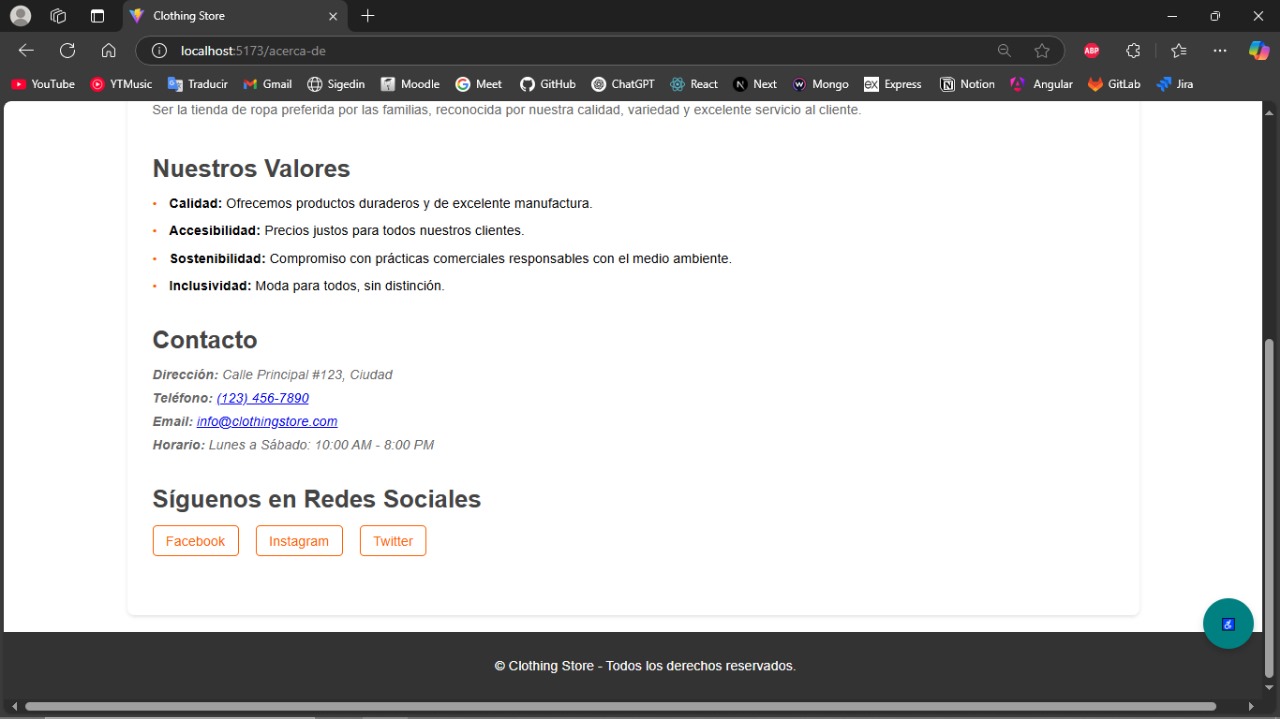 Clothing Store
localhost:5173/acerca-de
ABP
YouTube YTMusic Traducir Gmail Sigedin Moodle Meet GitHub ChatGPT React Next Mongo ex Express Notion Angular GitLab Jira
Ser la tienda de ropa preferida por las familias, reconocida por nuestra calidad, variedad y excelente servicio al cliente.
Nuestros Valores
• Calidad: Ofrecemos productos duraderos y de excelente manufactura.
• Accesibilidad: Precios justos para todos nuestros clientes.
• Sostenibilidad: Compromiso con prácticas comerciales responsables con el medio ambiente.
• Inclusividad: Moda para todos, sin distinción.
Contacto
Dirección: Calle Principal #123, Ciudad
Teléfono: (123) 456-7890
Email: info@clothingstore.com
Horario: Lunes a Sábado: 10:00 AM - 8:00 PM
Síguenos en Redes Sociales
Facebook Instagram Twitter
© Clothing Store - Todos los derechos reservados.